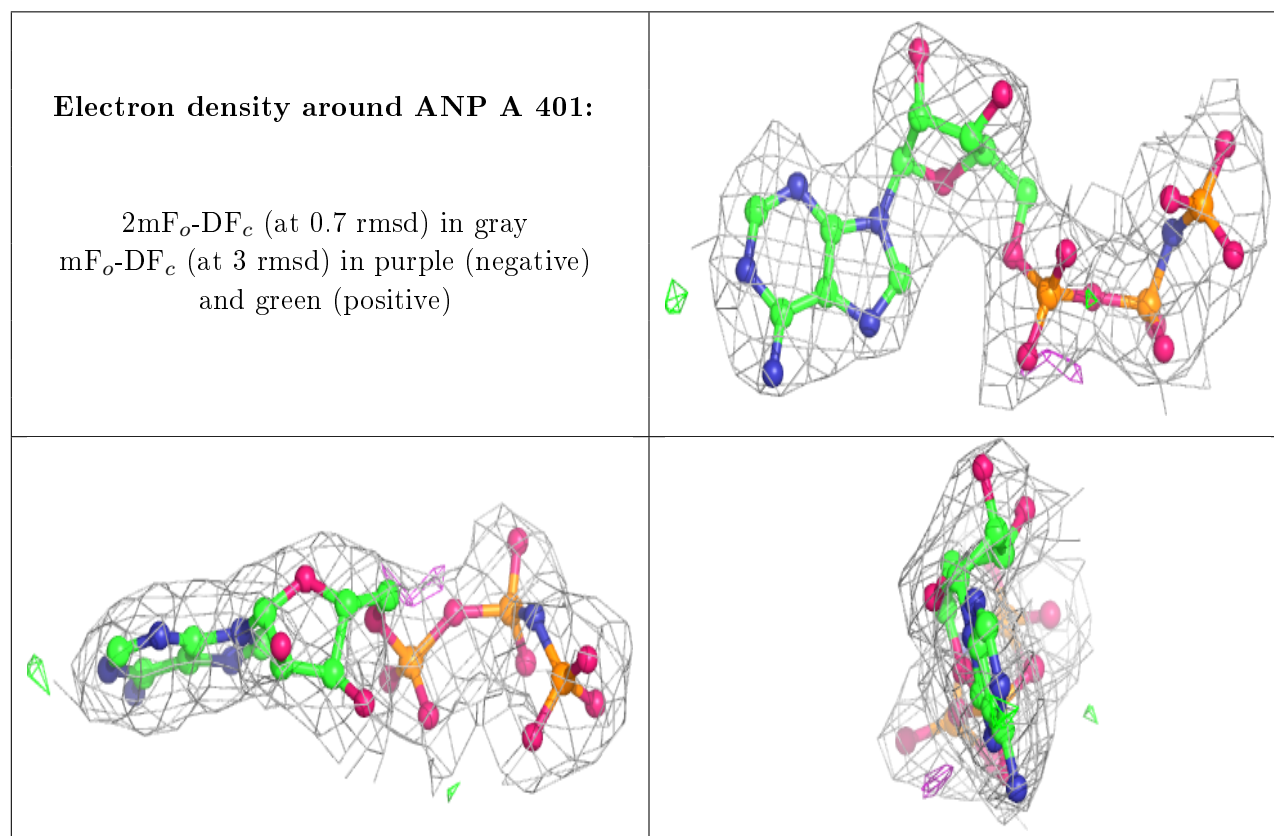 Electron density around ANP A 401:
2mFₒ-DF𝑐 (at 0.7 rmsd) in gray
mFₒ-DF𝑐 (at 3 rmsd) in purple (negative)
and green (positive)